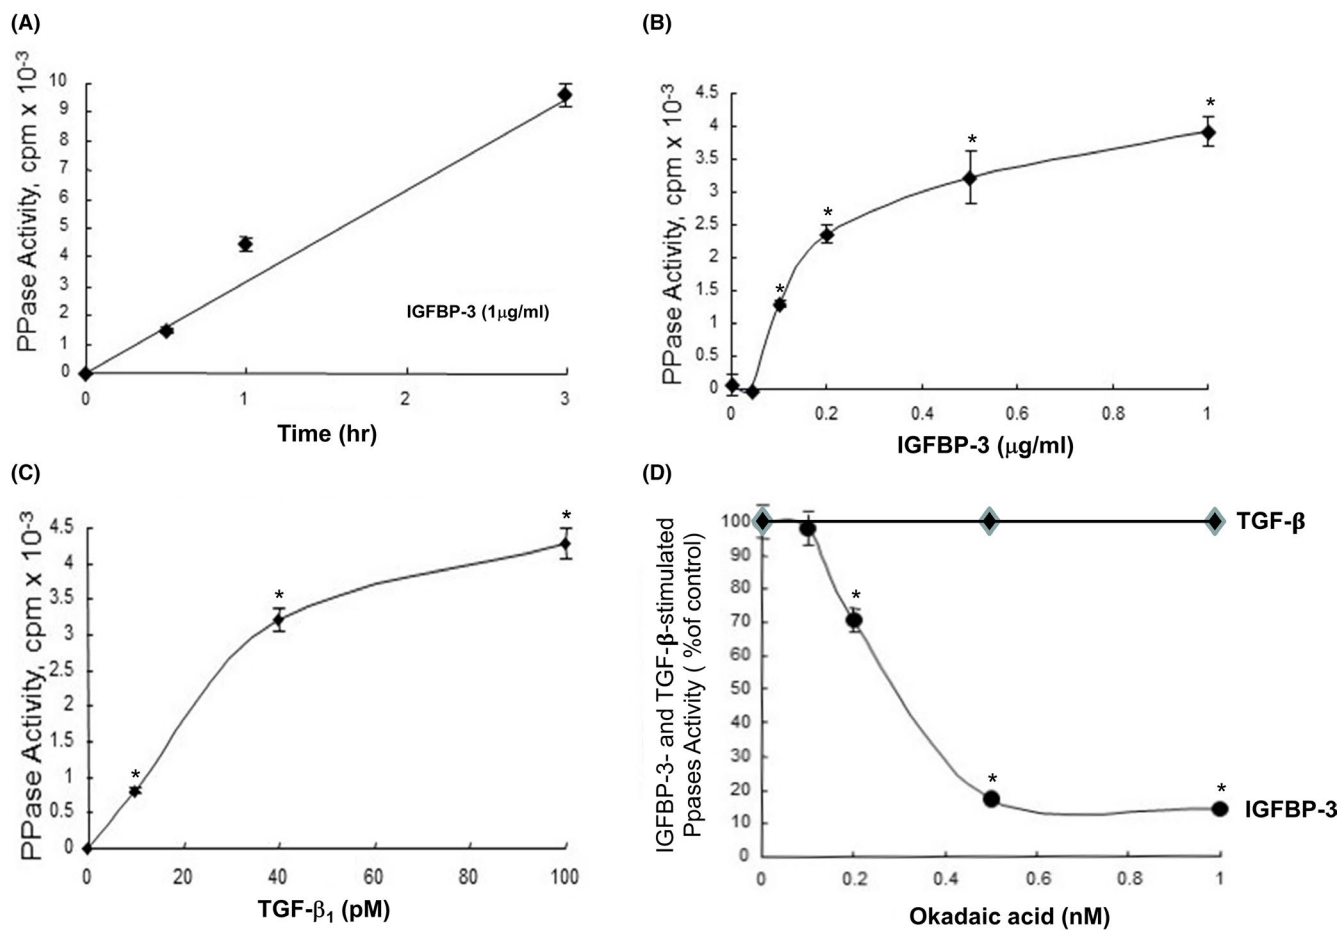 (A)
PPase Activity, cpm x 10-3
10
9
8
7
6
5
4
3
2
1
0
IGFBP-3 (1μg/ml)
0 1 2 3
Time (hr)
(B)
PPase Activity, cpm x 10-3
4.5
4
3.5
3
2.5
2
1.5
1
0.5
0
* * * *
0 0.2 0.4 0.6 0.8 1
IGFBP-3 (μg/ml)
(C)
PPase Activity, cpm x 10-3
4.5
4
3.5
3
2.5
2
1.5
1
0.5
0
* * *
0 20 40 60 80 100
TGF-β1 (pM)
(D)
IGFBP-3- and TGF-β-stimulated
Ppases Activity ( %of control)
100
90
80
70
60
50
40
30
20
10
0
TGF-β
* * *
IGFBP-3
0 0.2 0.4 0.6 0.8 1
Okadaic acid (nM)